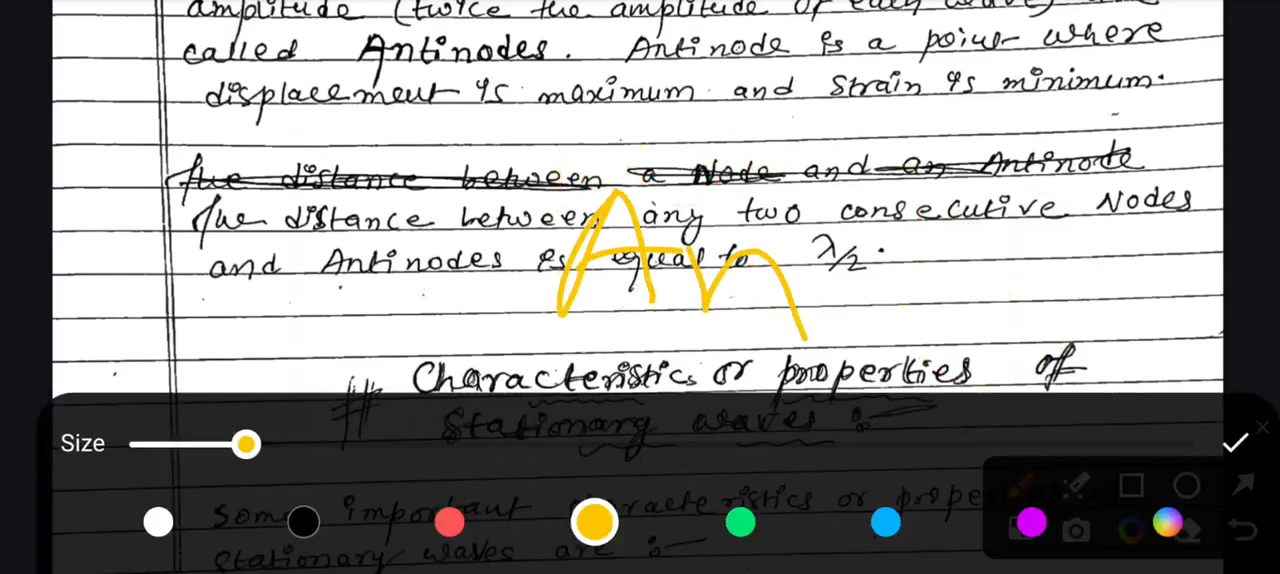 amplitude (twice the amplitude of each wave) are
called Antinodes. Antinode is a point where
displacement is maximum and strain is minimum.
The distance between a Node and an Antinode
The distance between any two consecutive Nodes
and Antinodes is equal to λ/2.
An
# Characteristics or properties of
Stationary waves :-
Size
Some important characteristics or proper
stationary waves are :-